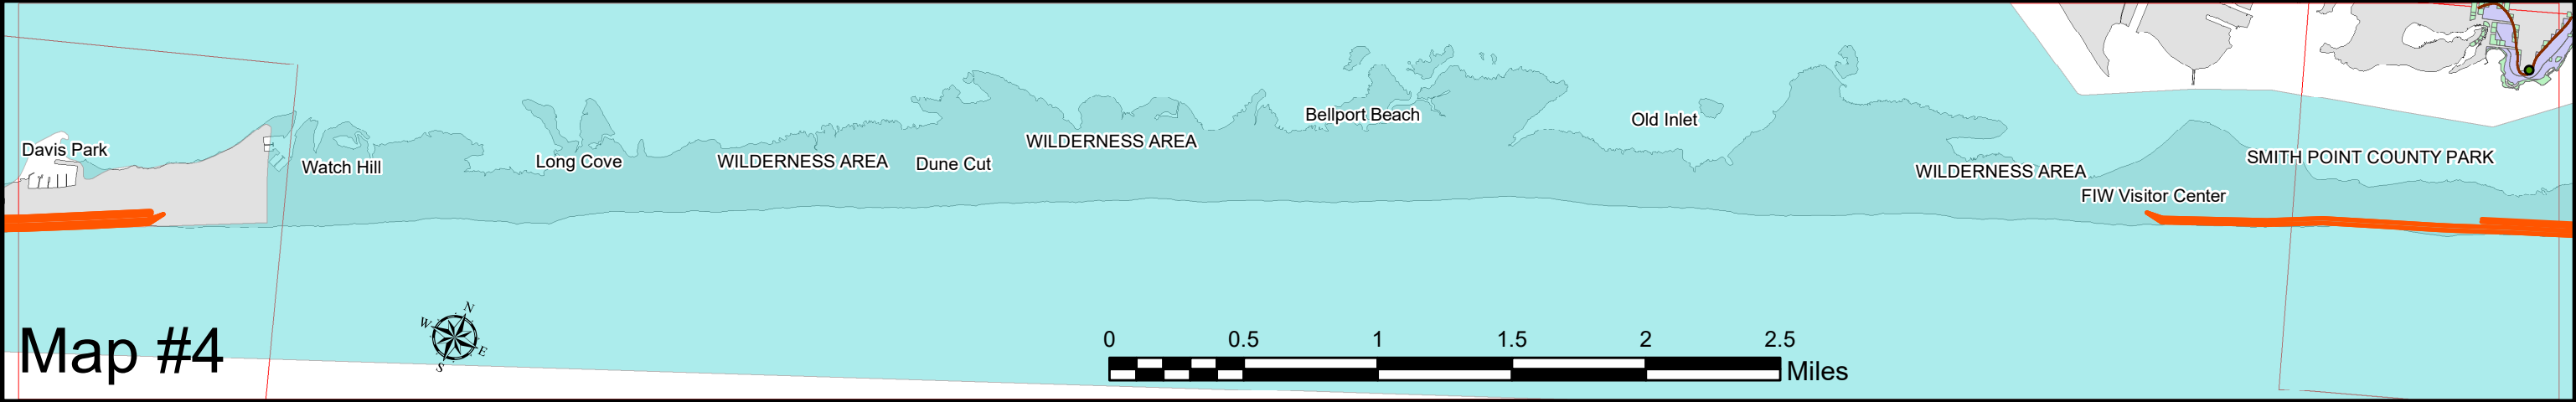 Davis Park
Watch Hill
Long Cove
WILDERNESS AREA
Dune Cut
WILDERNESS AREA
Bellport Beach
Old Inlet
WILDERNESS AREA
FIW Visitor Center
SMITH POINT COUNTY PARK
Map #4
N
W
E
S
0 0.5 1 1.5 2 2.5
Miles